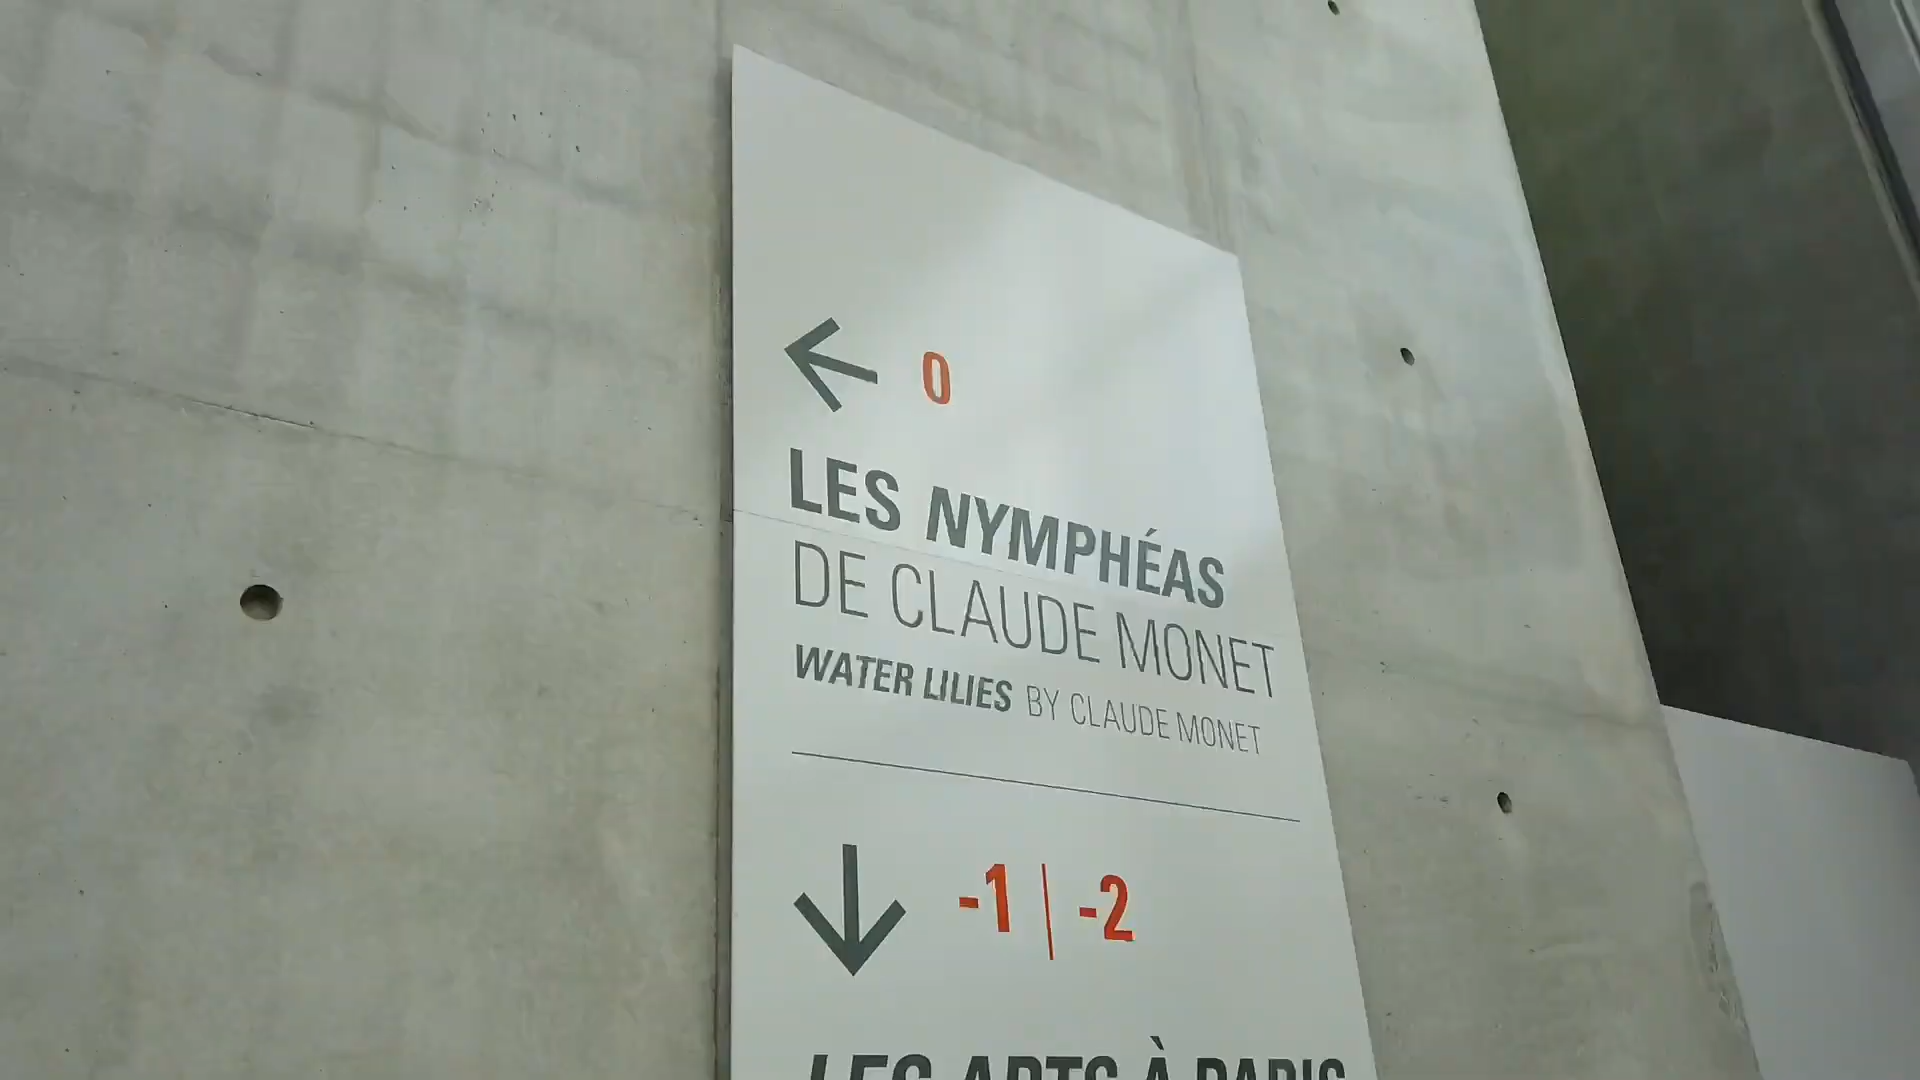 0
LES NYMPHÉAS
DE CLAUDE MONET
WATER LILIES BY CLAUDE MONET
-1 | -2
LES ARTS À PARIS